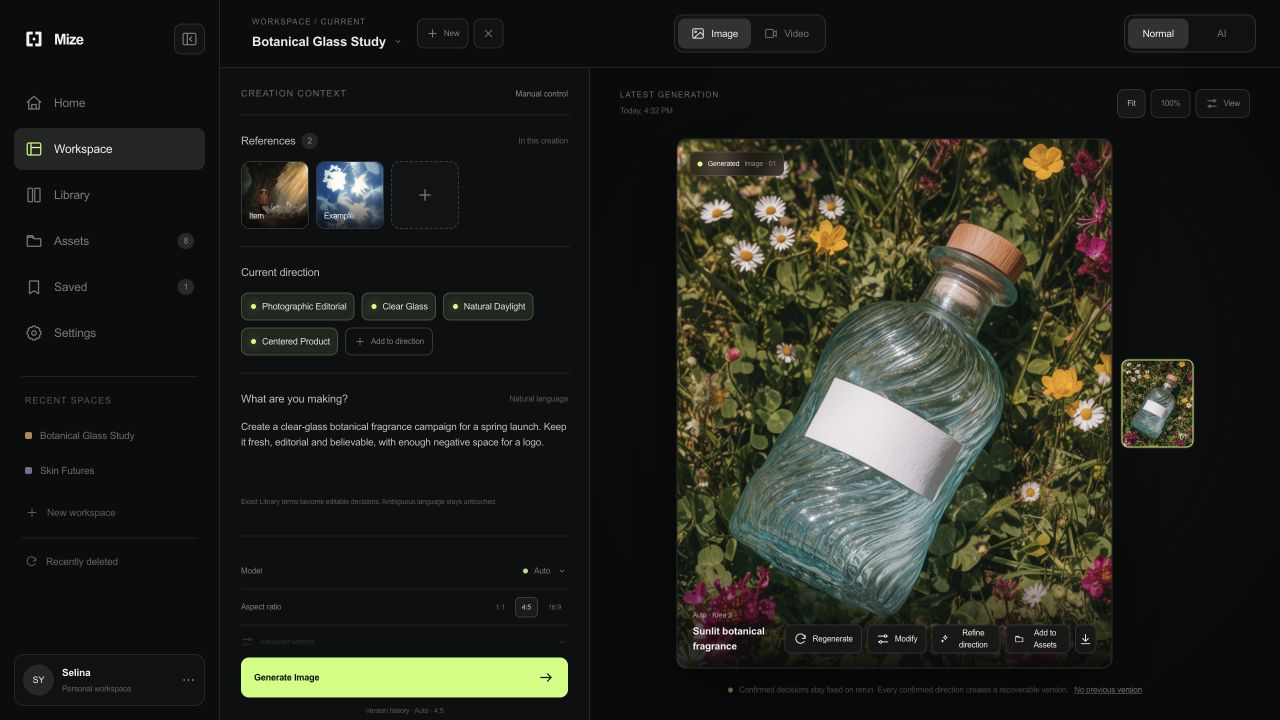 Mize
Home
Workspace
Library
Assets
8
Saved
1
Settings
RECENT SPACES
Botanical Glass Study
Skin Futures
New workspace
Recently deleted
SY
Selina
Personal workspace
WORKSPACE / CURRENT
Botanical Glass Study
New
Image
Video
Normal
AI
CREATION CONTEXT
Manual control
References
2
In this creation
Item
Example
Current direction
Photographic Editorial
Clear Glass
Natural Daylight
Centered Product
Add to direction
What are you making?
Natural language
Create a clear-glass botanical fragrance campaign for a spring launch. Keep
it fresh, editorial and believable, with enough negative space for a logo.
Exact Library terms become editable decisions. Ambiguous language stays untouched.
Model
Auto
Aspect ratio
1:1
4:5
16:9
Advanced settings
Generate Image
Version history · Auto · 4:5
LATEST GENERATION
Today, 4:32 PM
Fit
100%
View
Generated
Image · 01
Auto · Krea 2
Sunlit botanical
fragrance
Regenerate
Modify
Refine
direction
Add to
Assets
01
Confirmed decisions stay fixed on rerun. Every confirmed direction creates a recoverable version.
No previous version